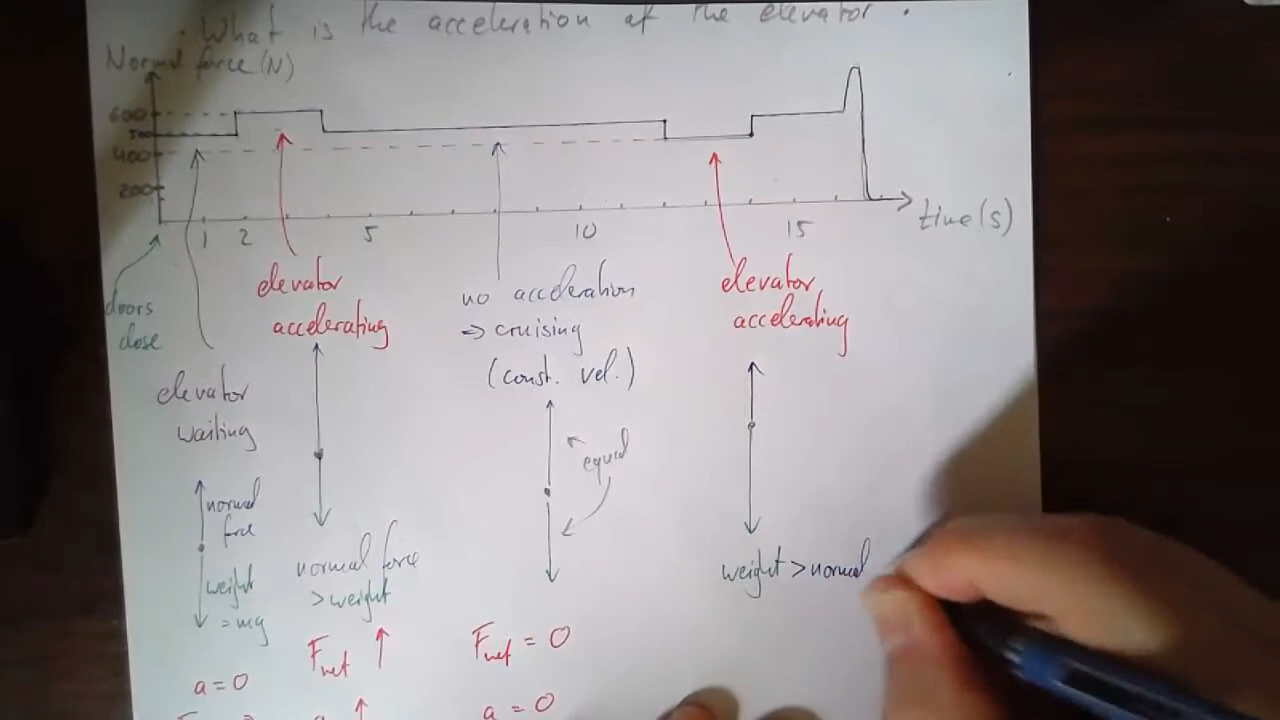 . What is the acceleration of the elevator .
Normal force (N)
600
500
400
200
1 2 5 10 15 time (s)
doors
close
elevator
waiting
normal
force
weight
= mg
a = 0
elevator
accelerating
normal force
> weight
Fnet ↑
a ↑
no acceleration
⇒ cruising
(const. vel.)
equal
Fnet = 0
a = 0
elevator
accelerating
weight > normal